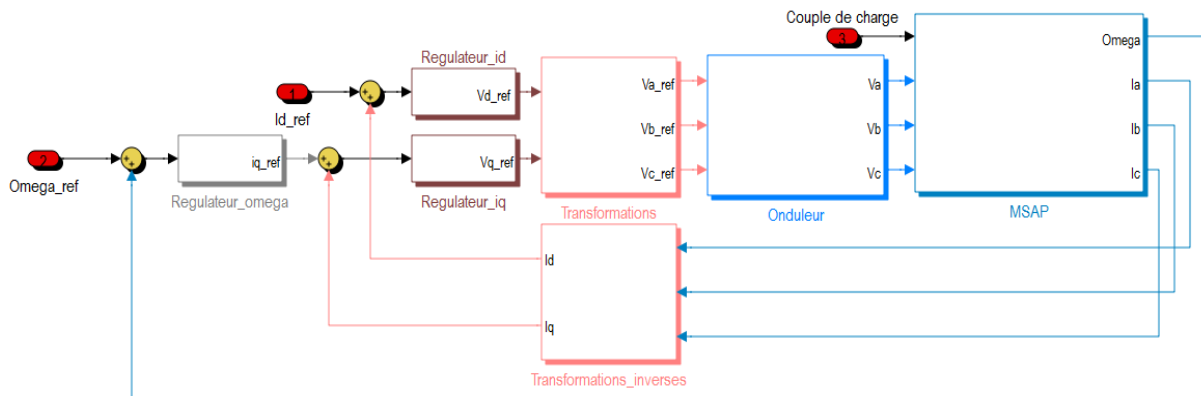 Couple de charge
3
Omega
Ia
Ib
Ic
MSAP
Regulateur_id
Vd_ref
1
Id_ref
Va_ref
Vb_ref
Vc_ref
Transformations
Va
Vb
Vc
Onduleur
2
Omega_ref
iq_ref
Regulateur_omega
Vq_ref
Regulateur_iq
Id
Iq
Transformations_inverses